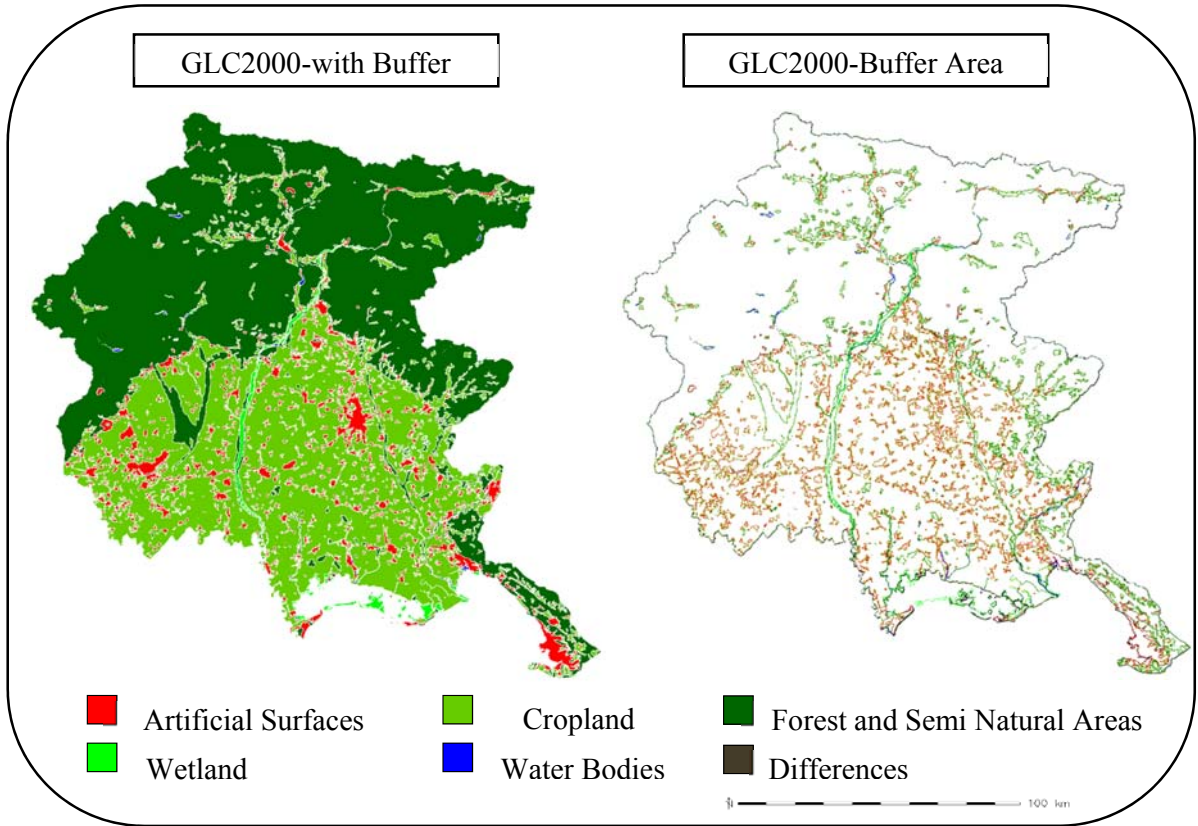 GLC2000-with Buffer
GLC2000-Buffer Area
Artificial Surfaces
Cropland
Forest and Semi Natural Areas
Wetland
Water Bodies
Differences
100 km